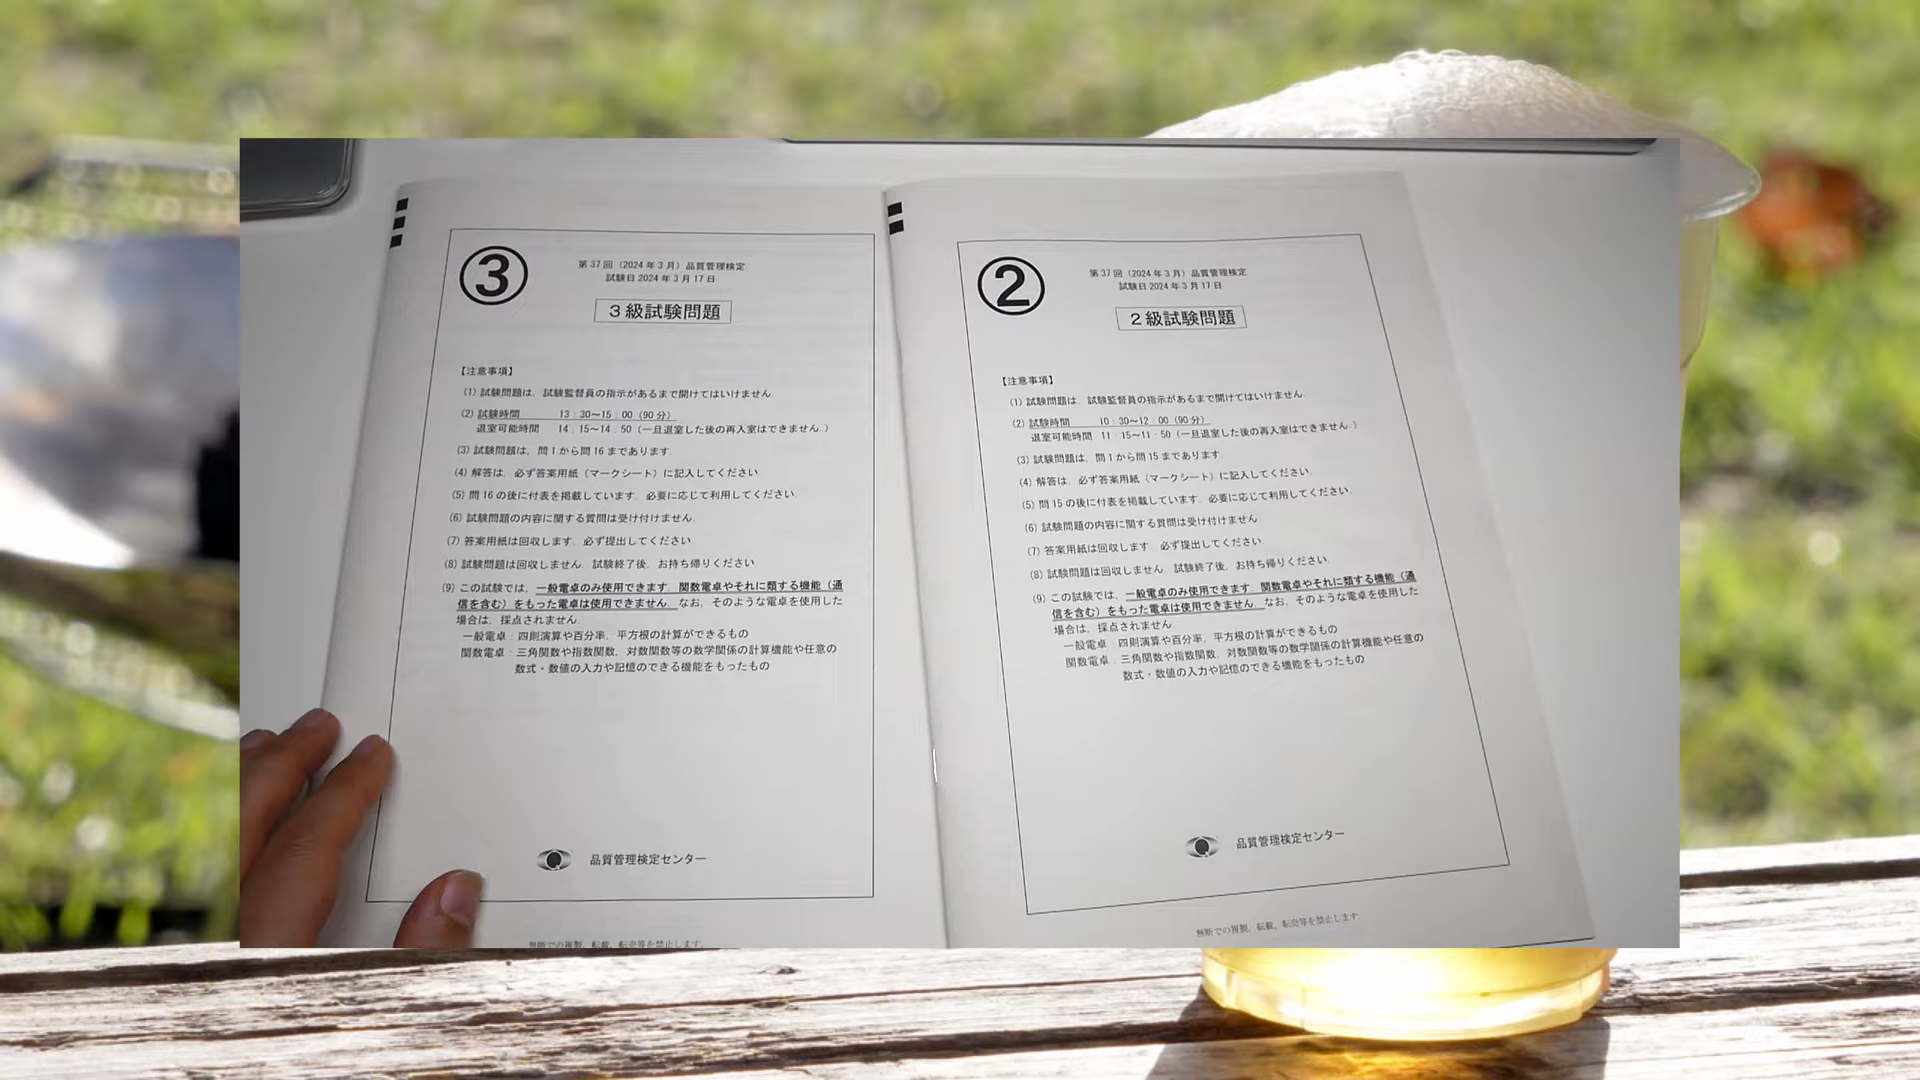 ③
第37回（2024年3月）品質管理検定
試験日 2024年3月17日
3級試験問題
【注意事項】
(1) 試験問題は、試験監督員の指示があるまで開けてはいけません。
(2) 試験時間 13：30～15：00（90分）
退室可能時間 14：15～14：50（一旦退室した後の再入室はできません。）
(3) 試験問題は、問1から問16まであります。
(4) 解答は、必ず答案用紙（マークシート）に記入してください。
(5) 問16の後に付表を掲載しています。必要に応じて利用してください。
(6) 試験問題の内容に関する質問は受け付けません。
(7) 答案用紙は回収します。必ず提出してください。
(8) 試験問題は回収しません。試験終了後、お持ち帰りください。
(9) この試験では、一般電卓のみ使用できます。関数電卓やそれに類する機能（通
信を含む）をもった電卓は使用できません。なお、そのような電卓を使用した
場合は、採点されません。
一般電卓：四則演算や百分率、平方根の計算ができるもの
関数電卓：三角関数や指数関数、対数関数等の数学関係の計算機能や任意の
数式・数値の入力や記憶のできる機能をもったもの
品質管理検定センター
無断での複製、転載、転売等を禁止します。
②
第37回（2024年3月）品質管理検定
試験日 2024年3月17日
2級試験問題
【注意事項】
(1) 試験問題は、試験監督員の指示があるまで開けてはいけません。
(2) 試験時間 10：30～12：00（90分）
退室可能時間 11：15～11：50（一旦退室した後の再入室はできません。）
(3) 試験問題は、問1から問15まであります。
(4) 解答は、必ず答案用紙（マークシート）に記入してください。
(5) 問15の後に付表を掲載しています。必要に応じて利用してください。
(6) 試験問題の内容に関する質問は受け付けません。
(7) 答案用紙は回収します。必ず提出してください。
(8) 試験問題は回収しません。試験終了後、お持ち帰りください。
(9) この試験では、一般電卓のみ使用できます。関数電卓やそれに類する機能（通
信を含む）をもった電卓は使用できません。なお、そのような電卓を使用した
場合は、採点されません。
一般電卓：四則演算や百分率、平方根の計算ができるもの
関数電卓：三角関数や指数関数、対数関数等の数学関係の計算機能や任意の
数式・数値の入力や記憶のできる機能をもったもの
品質管理検定センター
無断での複製、転載、転売等を禁止します。